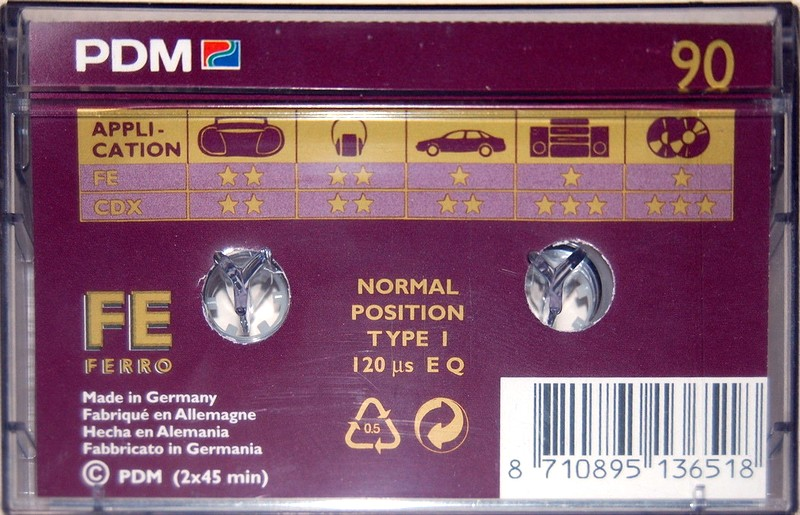 PDM 90
APPLI-
CATION
FE
CDX
FE
FERRO
NORMAL
POSITION
TYPE I
120 µs EQ
Made in Germany
Fabriqué en Allemagne
Hecha en Alemania
Fabbricato in Germania
© PDM (2x45 min)
0.5
8 710895 136518